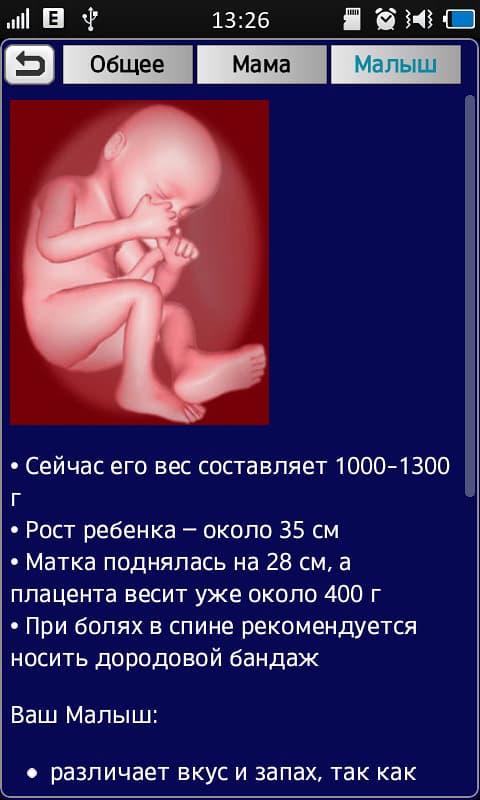 E 13:26
Общее Мама Малыш
• Сейчас его вес составляет 1000-1300
г
• Рост ребенка – около 35 см
• Матка поднялась на 28 см, а
плацента весит уже около 400 г
• При болях в спине рекомендуется
носить дородовой бандаж
Ваш Малыш:
• различает вкус и запах, так как